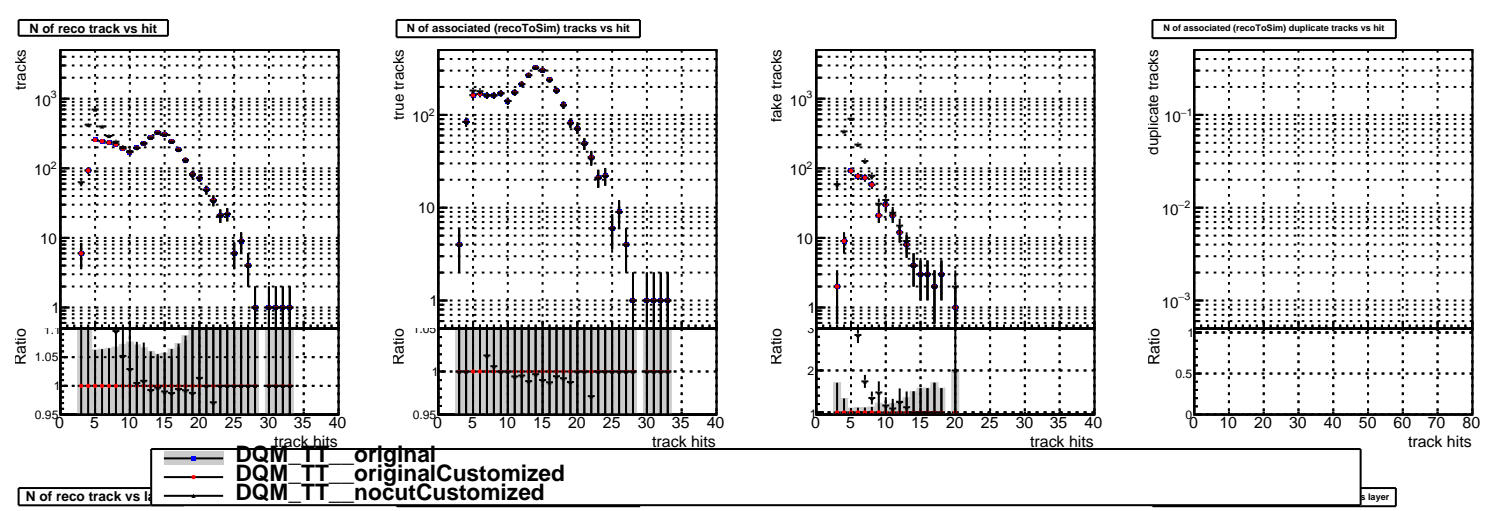 N of reco track vs hit
N of associated (recoToSim) tracks vs hit
N of associated (recoToSim) duplicate tracks vs hit
tracks
10³
10²
10
1
Ratio
1.1
1.05
1
0.95
0 5 10 15 20 25 30 35 40
track hits
true tracks
10²
10
1
Ratio
1.05
1
0.95
0 5 10 15 20 25 30 35 40
track hits
fake tracks
10³
10²
10
1
Ratio
3
2
1
0 5 10 15 20 25 30 35 40
track hits
duplicate tracks
10⁻¹
10⁻²
10⁻³
Ratio
1
0.5
0
0 10 20 30 40 50 60 70 80
track hits
DQM_TT__original
DQM_TT__originalCustomized
DQM_TT__nocutCustomized
N of reco track vs la
s layer